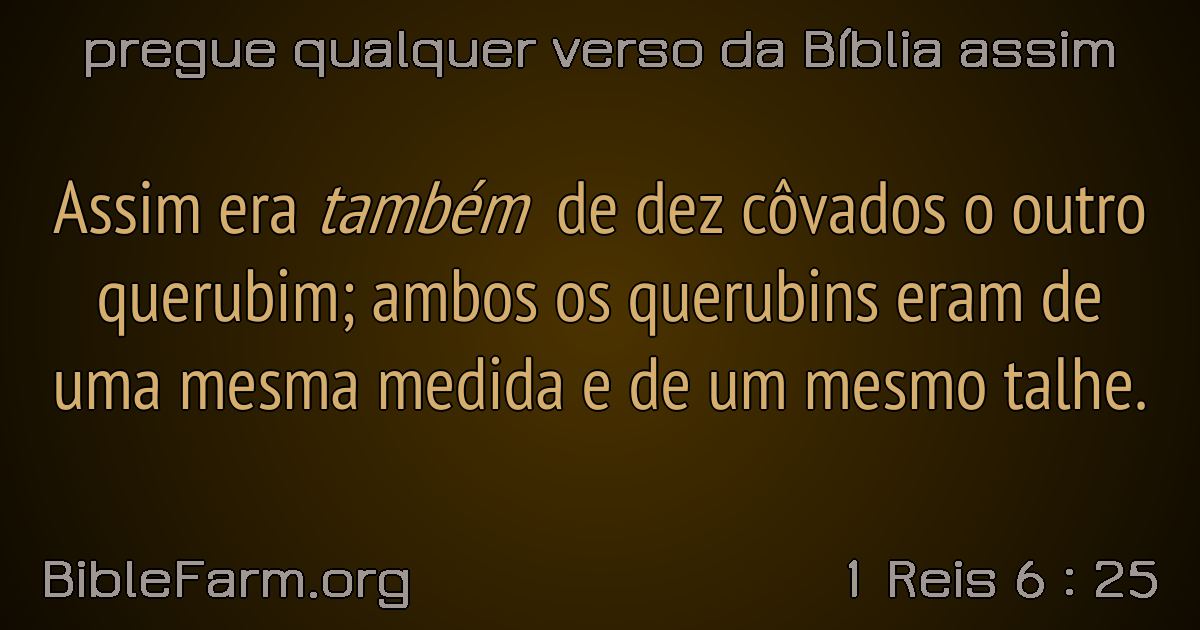 pregue qualquer verso da Bíblia assim
Assim era também de dez côvados o outro
querubim; ambos os querubins eram de
uma mesma medida e de um mesmo talhe.
BibleFarm.org
1 Reis 6 : 25